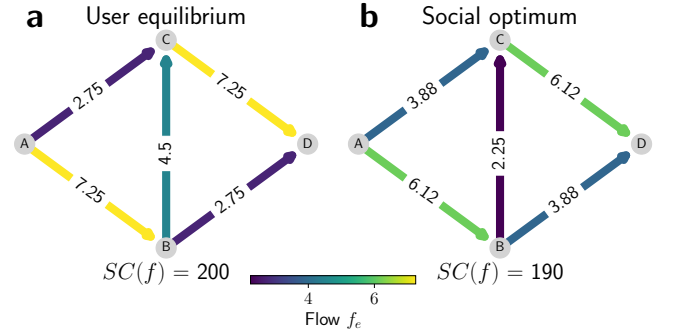 a User equilibrium
C
2.75
7.25
A
4.5
D
7.25
2.75
B
SC(f) = 200
b Social optimum
C
3.88
6.12
A
2.25
D
6.12
3.88
B
SC(f) = 190
4 6
Flow f_e